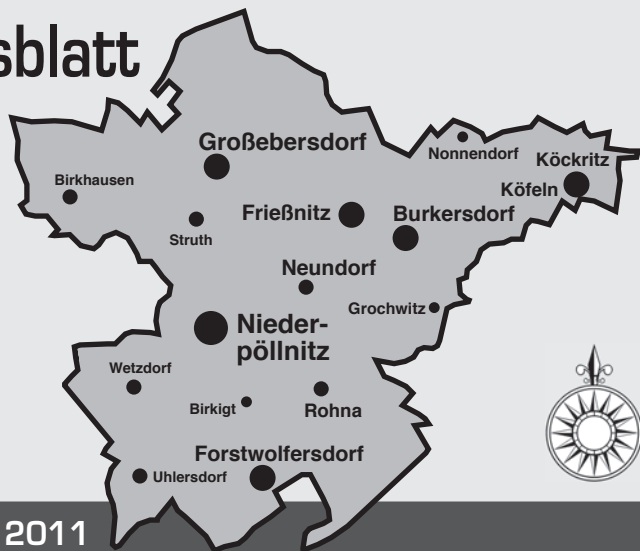 sblatt
Großebersdorf
Nonnendorf
Köckritz
Birkhausen
Köfeln
Frießnitz
Burkersdorf
Struth
Neundorf
Grochwitz
Nieder-
pöllnitz
Wetzdorf
Birkigt
Rohna
Forstwolfersdorf
Uhlersdorf
2011